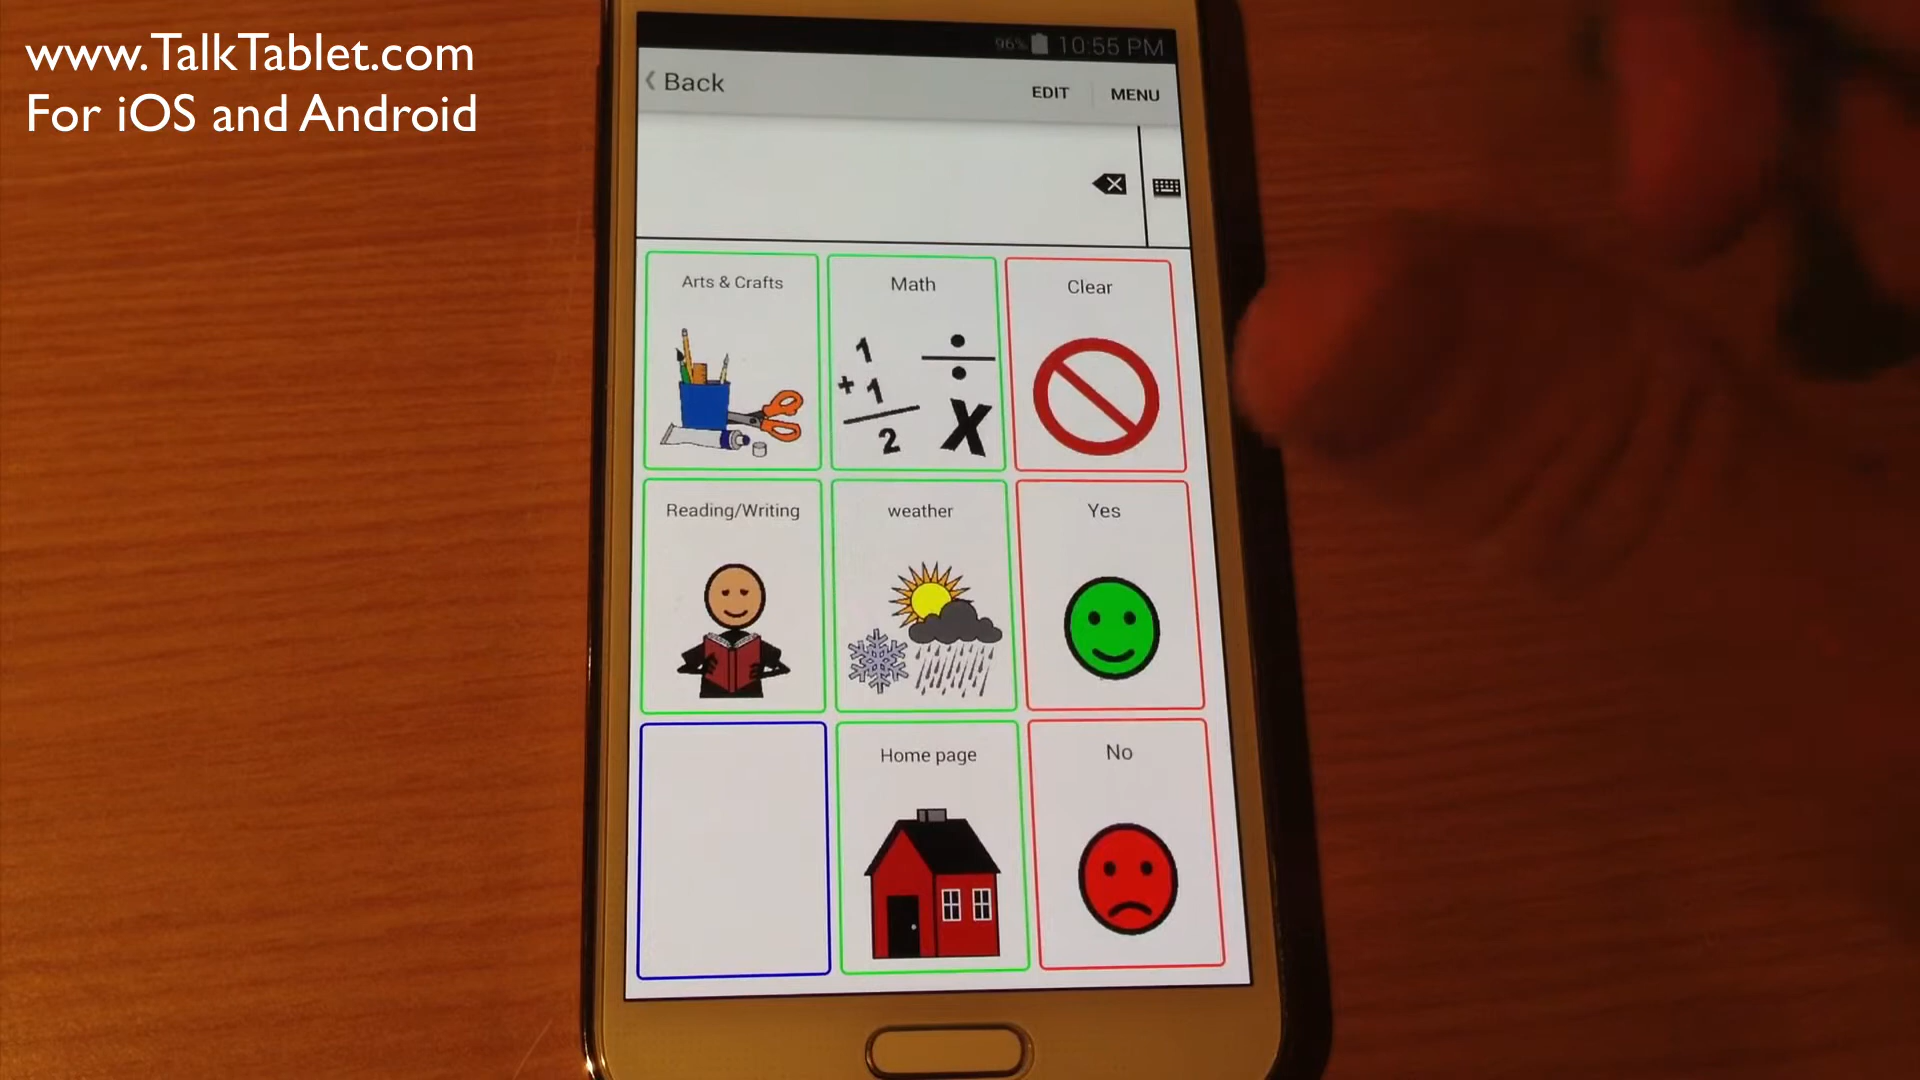 www.TalkTablet.com
For iOS and Android
96% 10:55 PM
Back EDIT MENU
Arts & Crafts Math Clear
1 + 1 2 ÷ X
Reading/Writing weather Yes
Home page No